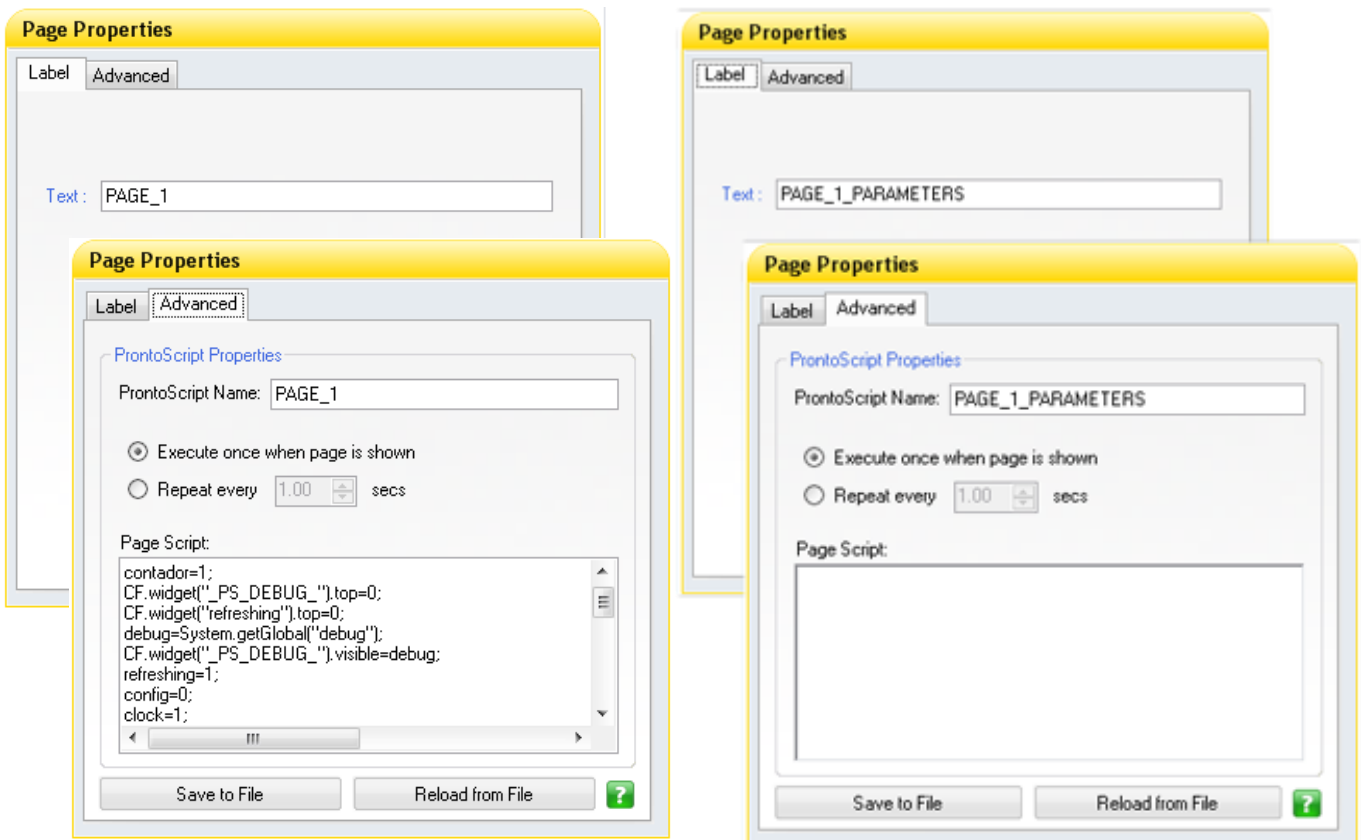 Page Properties
Label Advanced
Text : PAGE_1
Page Properties
Label Advanced
ProntoScript Properties
ProntoScript Name: PAGE_1
Execute once when page is shown
Repeat every 1.00 secs
Page Script:
contador=1;
CF.widget("_PS_DEBUG_").top=0;
CF.widget("refreshing").top=0;
debug=System.getGlobal("debug");
CF.widget("_PS_DEBUG_").visible=debug;
refreshing=1;
config=0;
clock=1;
Save to File Reload from File ?
Page Properties
Label Advanced
Text : PAGE_1_PARAMETERS
Page Properties
Label Advanced
ProntoScript Properties
ProntoScript Name: PAGE_1_PARAMETERS
Execute once when page is shown
Repeat every 1.00 secs
Page Script:
Save to File Reload from File ?